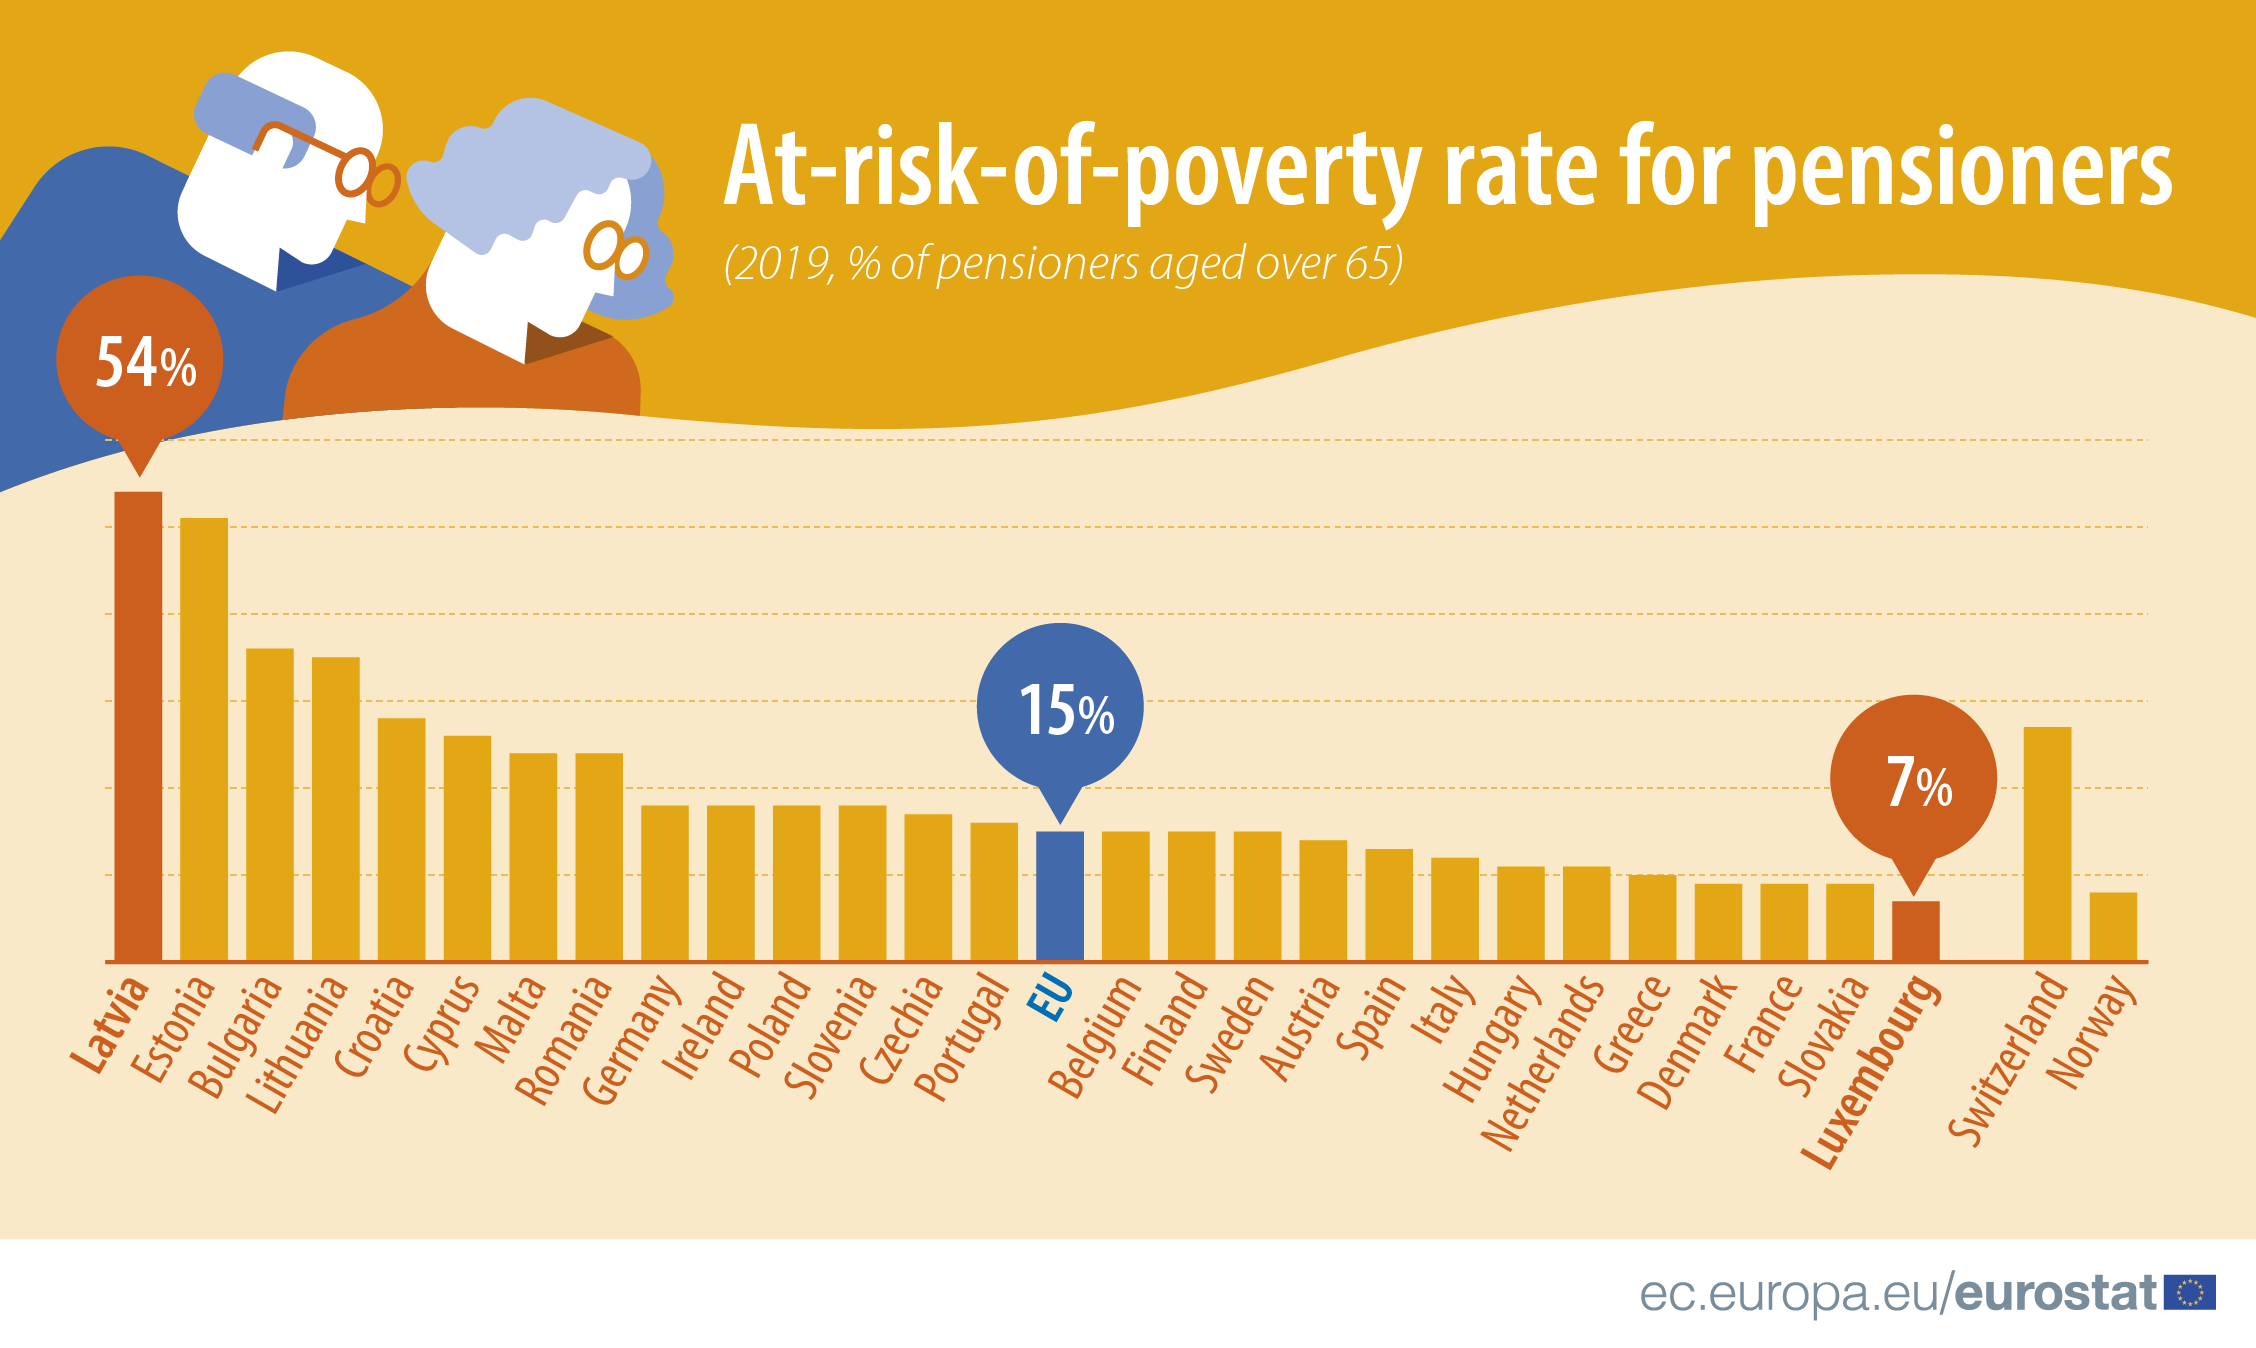 At-risk-of-poverty rate for pensioners
(2019, % of pensioners aged over 65)
54%
15%
7%
Latvia
Estonia
Bulgaria
Lithuania
Croatia
Cyprus
Malta
Romania
Germany
Ireland
Poland
Slovenia
Czechia
Portugal
EU
Belgium
Finland
Sweden
Austria
Spain
Italy
Hungary
Netherlands
Greece
Denmark
France
Slovakia
Luxembourg
Switzerland
Norway
ec.europa.eu/eurostat